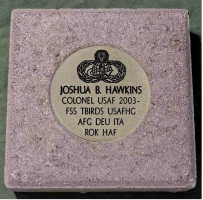 JOSHUA B. HAWKINS
COLONEL USAF 2003-
FSS TBIRDS USAFHG
AFG DEU ITA
ROK HAF